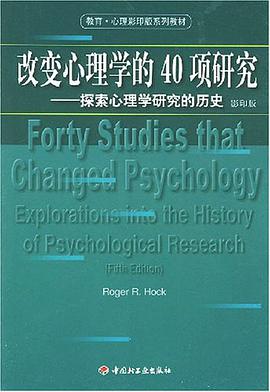 教育·心理影印版系列教材
改变心理学的 40 项研究
——探索心理学研究的历史 影印版
Forty Studies that
Changed Psychology
Explorations into the History
of Psychological Research
(Fifth Edition)
Roger R. Hock
中国轻工业出版社